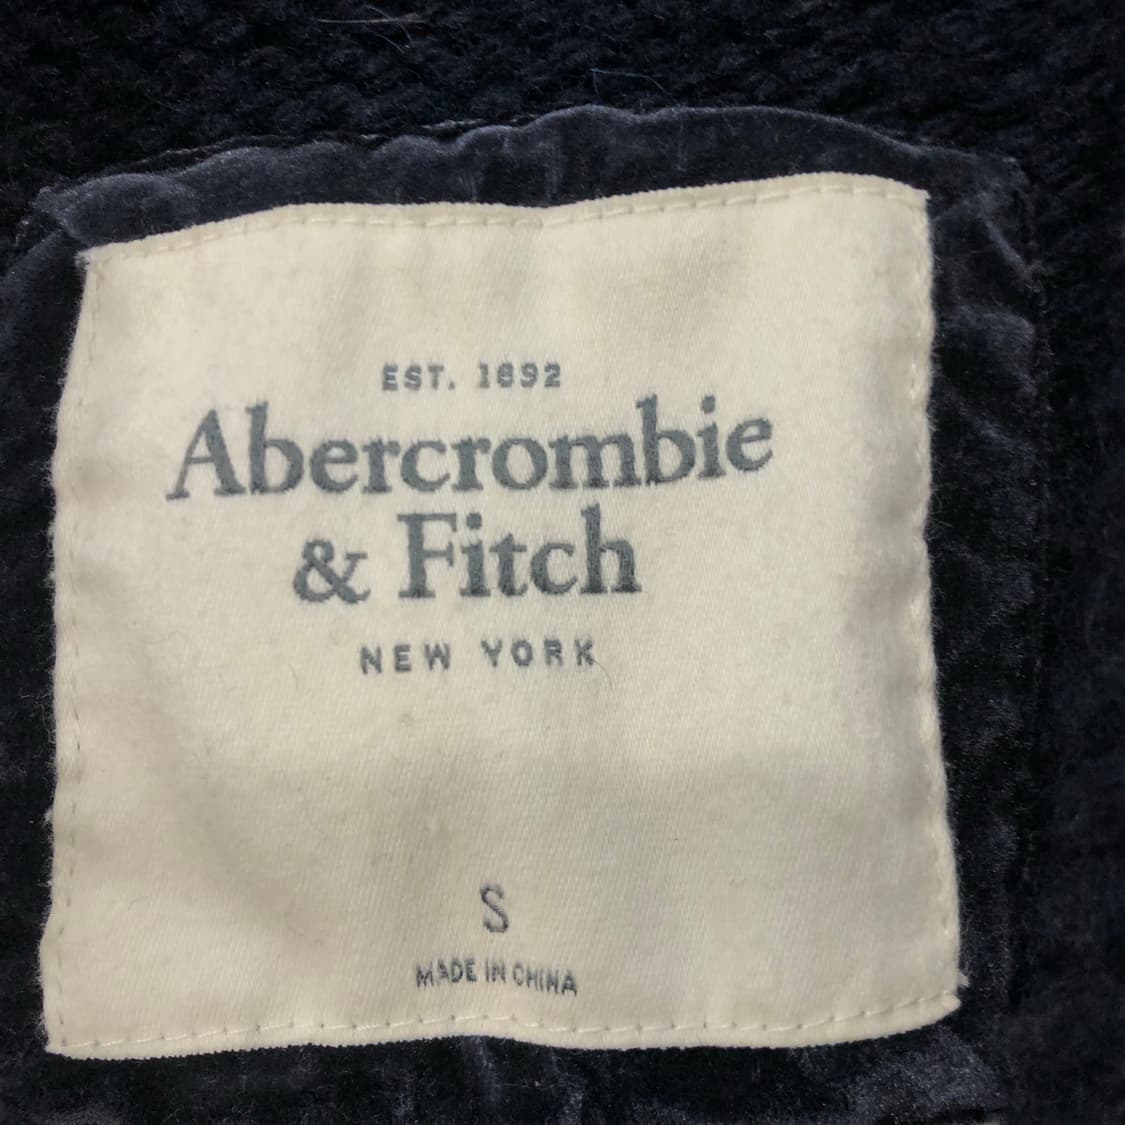 EST. 1892
Abercrombie
& Fitch
NEW YORK
S
MADE IN CHINA